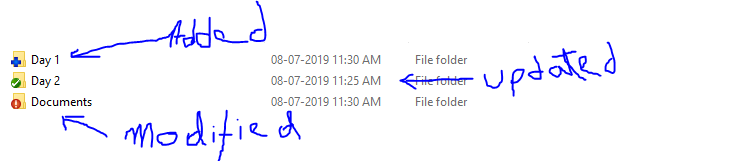 Added
Day 1 08-07-2019 11:30 AM File folder
Day 2 08-07-2019 11:25 AM File folder updated
Documents 08-07-2019 11:30 AM File folder
modified